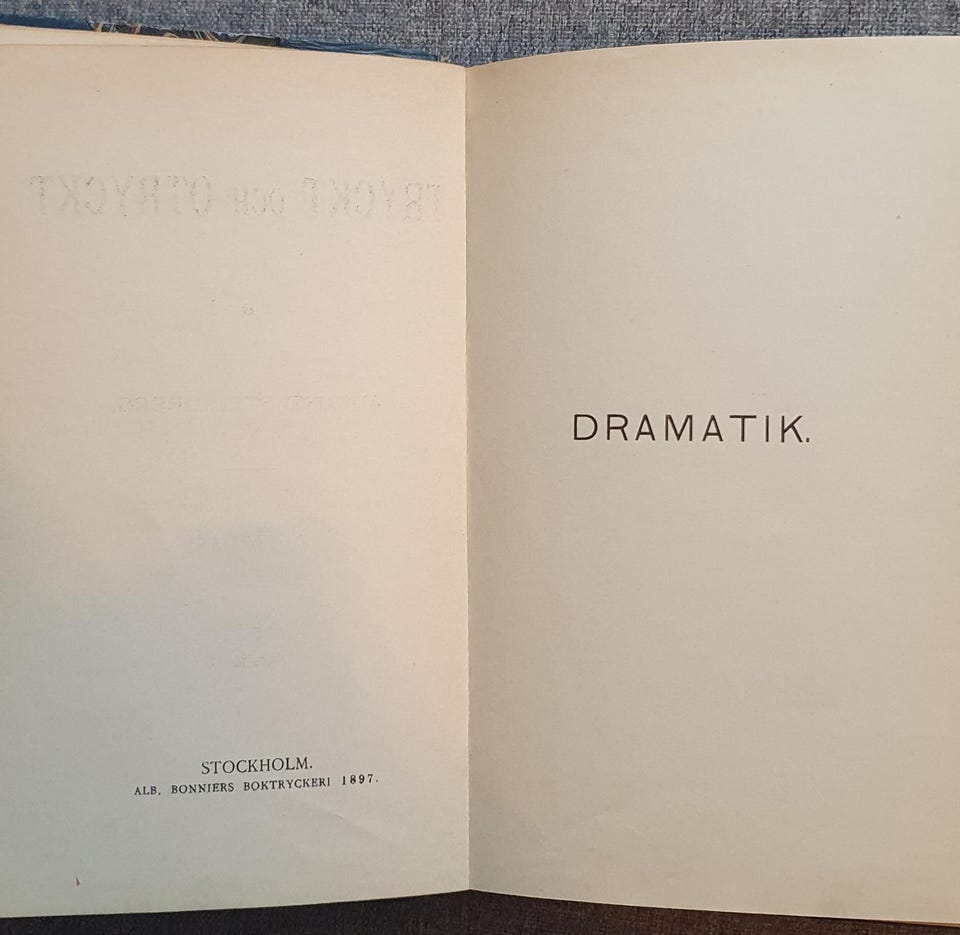 TRYCKT OCH OTRYCKT
STOCKHOLM.
ALB. BONNIERS BOKTRYCKERI 1897.
DRAMATIK.